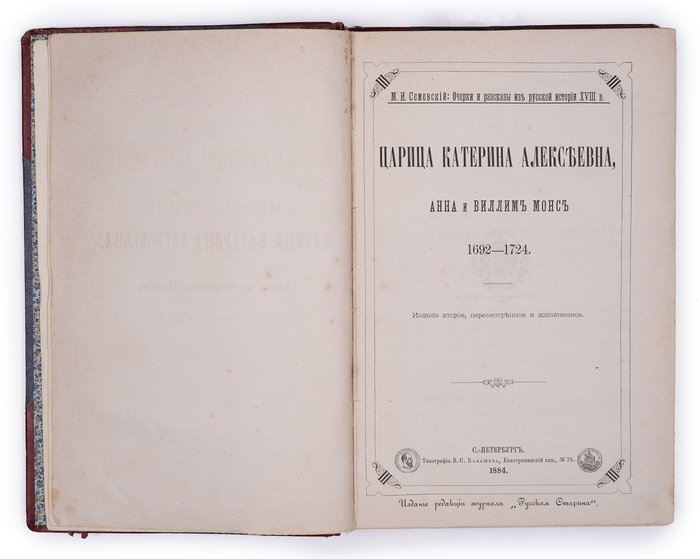 М. И. Семевскій: Очерки и разсказы изъ русской исторіи XVIII в.
ЦАРИЦА КАТЕРИНА АЛЕКСѢЕВНА,
АННА и ВИЛЛИМЪ МОНСЪ
1692—1724.
Изданіе второе, пересмотрѣнное и дополненное.
С.-ПЕТЕРБУРГЪ.
Типографія В. С. Балашева, Екатерининскій кан., № 78.
1884.
Изданіе редакціи журнала „Русская Старина“.